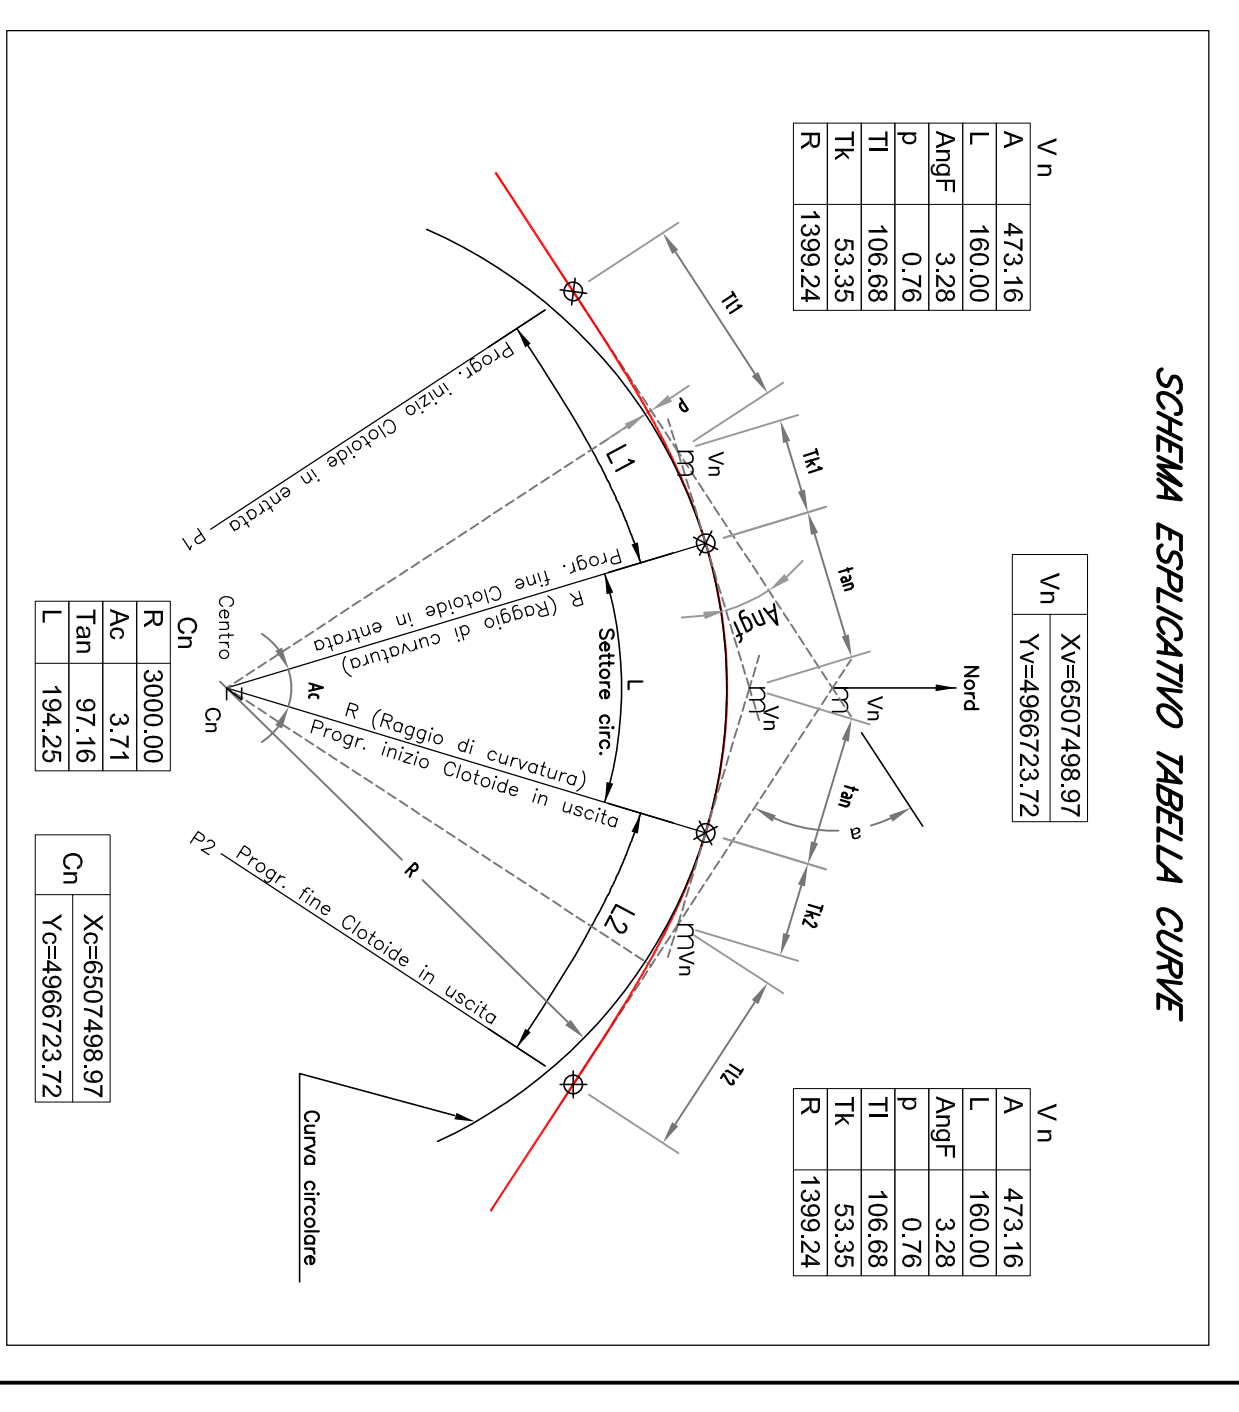 SCHEMA ESPLICATIVO TABELLA CURVE
V n
A 473.16
L 160.00
AngF 3.28
p 0.76
Tl 106.68
Tk 53.35
R 1399.24
Vn
Xv=6507498.97
Yv=4966723.72
V n
A 473.16
L 160.00
AngF 3.28
p 0.76
Tl 106.68
Tk 53.35
R 1399.24
Nord
Vn
Vn
Vn
Vn
Tl1
Tk1
tan
tan
Tk2
Tl2
a
p
Angf
L1
L
Settore circ.
L2
P1
Progr. inizio Clotoide in entrata
Progr. fine Clotoide in entrata
R (Raggio di curvatura)
R (Raggio di curvatura)
Progr. inizio Clotoide in uscita
P2
Progr. fine Clotoide in uscita
R
Ac
Centro
Cn
Curva circolare
Cn
R 3000.00
Ac 3.71
Tan 97.16
L 194.25
Cn
Xc=6507498.97
Yc=4966723.72